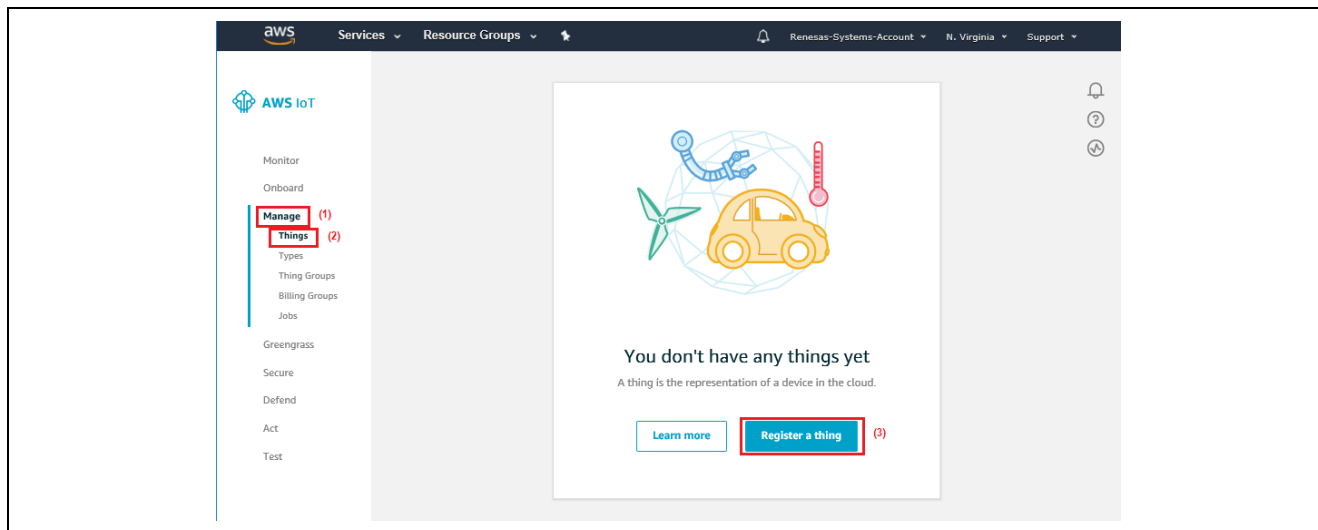 aws Services Resource Groups Renesas-Systems-Account N. Virginia Support
AWS IoT
Monitor
Onboard
Manage (1)
Things (2)
Types
Thing Groups
Billing Groups
Jobs
Greengrass
Secure
Defend
Act
Test
You don't have any things yet
A thing is the representation of a device in the cloud.
Learn more Register a thing (3)